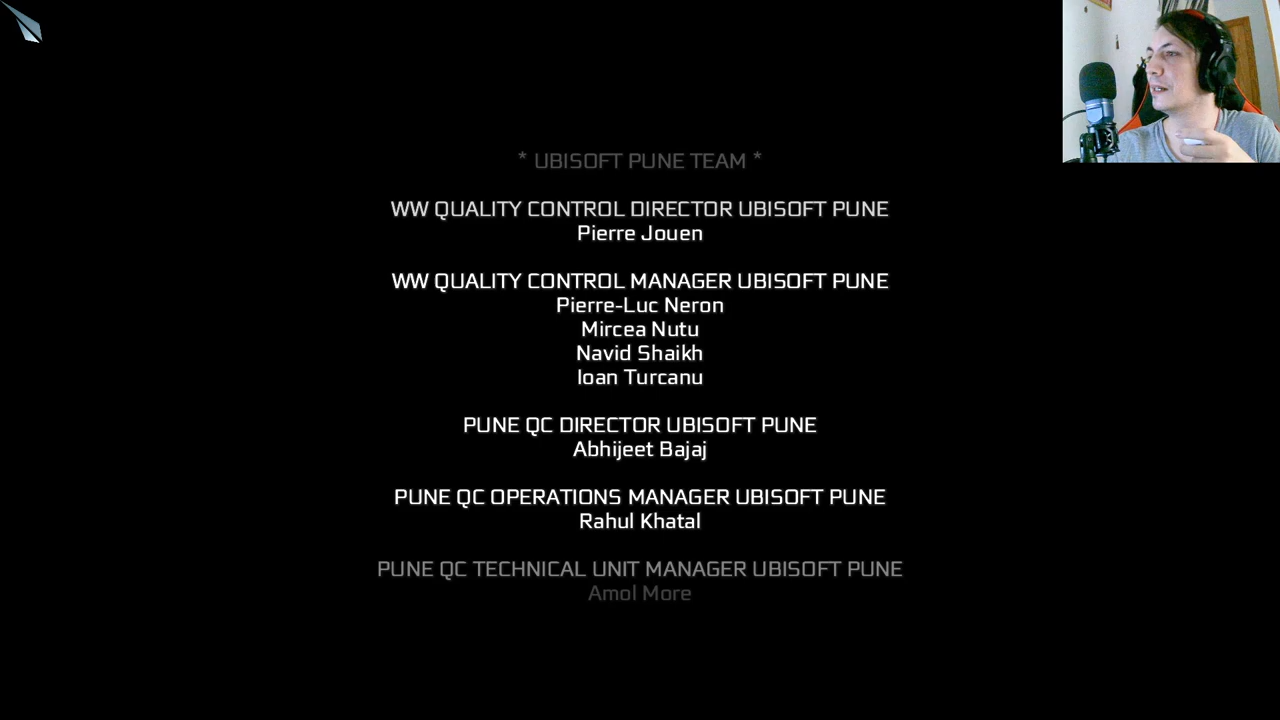 * UBISOFT PUNE TEAM *
WW QUALITY CONTROL DIRECTOR UBISOFT PUNE
Pierre Jouen
WW QUALITY CONTROL MANAGER UBISOFT PUNE
Pierre-Luc Neron
Mircea Nutu
Navid Shaikh
Ioan Turcanu
PUNE QC DIRECTOR UBISOFT PUNE
Abhijeet Bajaj
PUNE QC OPERATIONS MANAGER UBISOFT PUNE
Rahul Khatal
PUNE QC TECHNICAL UNIT MANAGER UBISOFT PUNE
Amol More